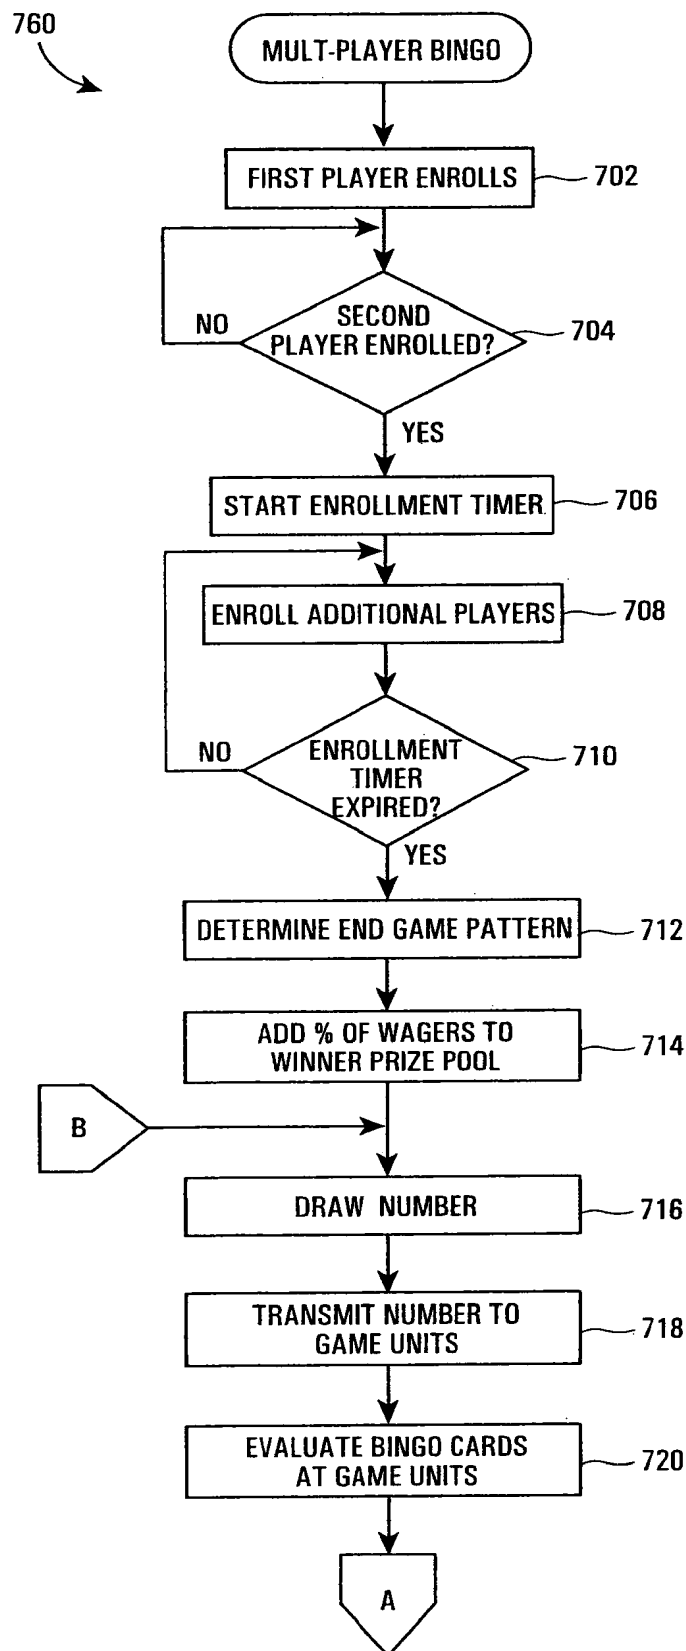 760
MULT-PLAYER BINGO
FIRST PLAYER ENROLLS
702
SECOND
PLAYER ENROLLED?
704
NO
YES
START ENROLLMENT TIMER
706
ENROLL ADDITIONAL PLAYERS
708
ENROLLMENT
TIMER
EXPIRED?
710
NO
YES
DETERMINE END GAME PATTERN
712
ADD % OF WAGERS TO
WINNER PRIZE POOL
714
B
DRAW NUMBER
716
TRANSMIT NUMBER TO
GAME UNITS
718
EVALUATE BINGO CARDS
AT GAME UNITS
720
A